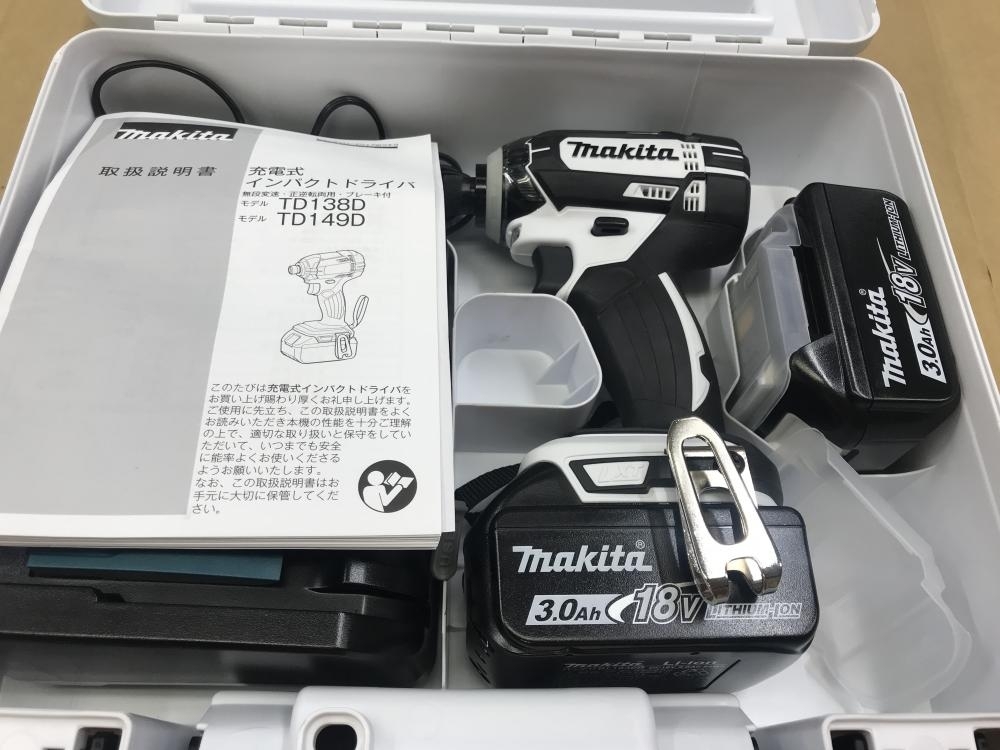 makita
取扱説明書
充電式
インパクトドライバ
無段変速・正逆転両用・ブレーキ付
モデル TD138D
モデル TD149D
このたびは充電式インパクトドライバを
お買い上げ賜わり厚くお礼申し上げます。
ご使用に先立ち、この取扱説明書をよく
お読みいただき本機の性能を十分ご理解
の上で、適切な取り扱いと保守をしてい
ただいて、いつまでも安全
に能率よくお使いくださる
ようお願いいたします。
なお、この取扱説明書はお
手元に大切に保管してくだ
さい。
makita
makita®
3.0Ah 18V LITHIUM-ION
LXT
makita®
3.0Ah 18V LITHIUM-ION
makita Li-ion